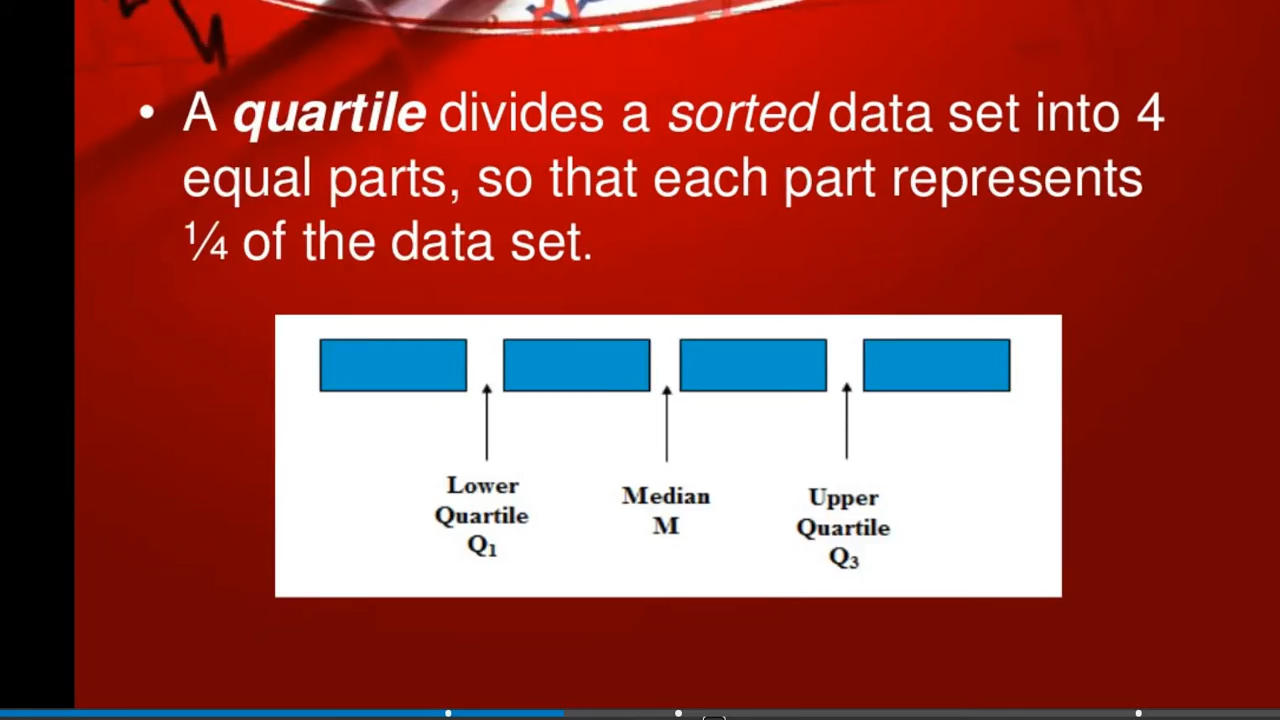 • A quartile divides a sorted data set into 4
equal parts, so that each part represents
¼ of the data set.
Lower
Quartile
Q₁
Median
M
Upper
Quartile
Q₃